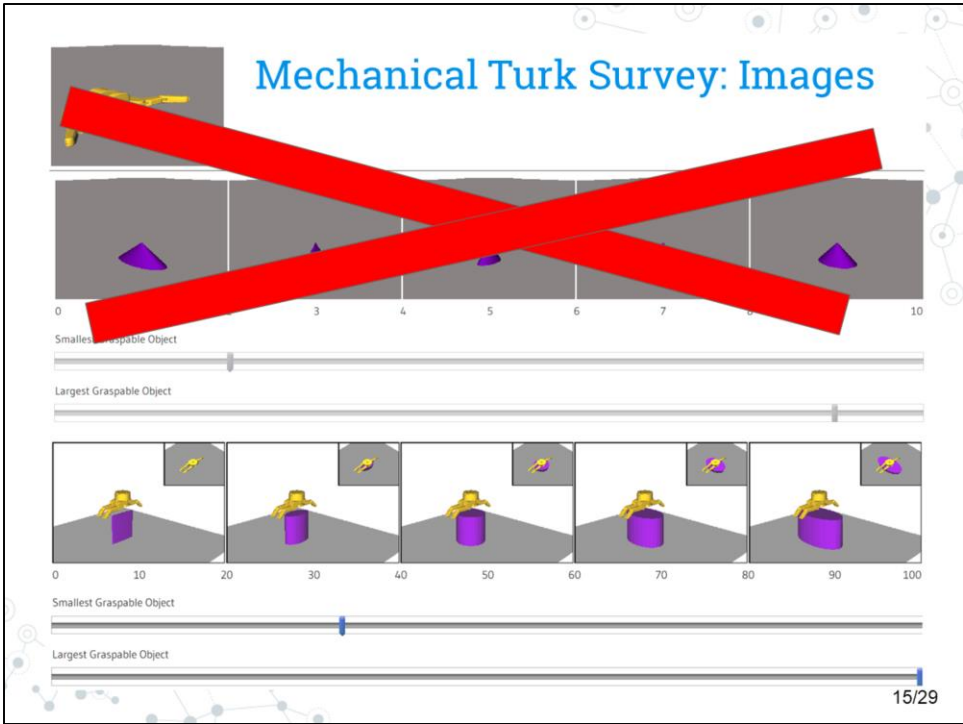 Mechanical Turk Survey: Images
0 3 4 5 6 7 10
Smallest Graspable Object
Largest Graspable Object
0 10 20 30 40 50 60 70 80 90 100
Smallest Graspable Object
Largest Graspable Object
15/29